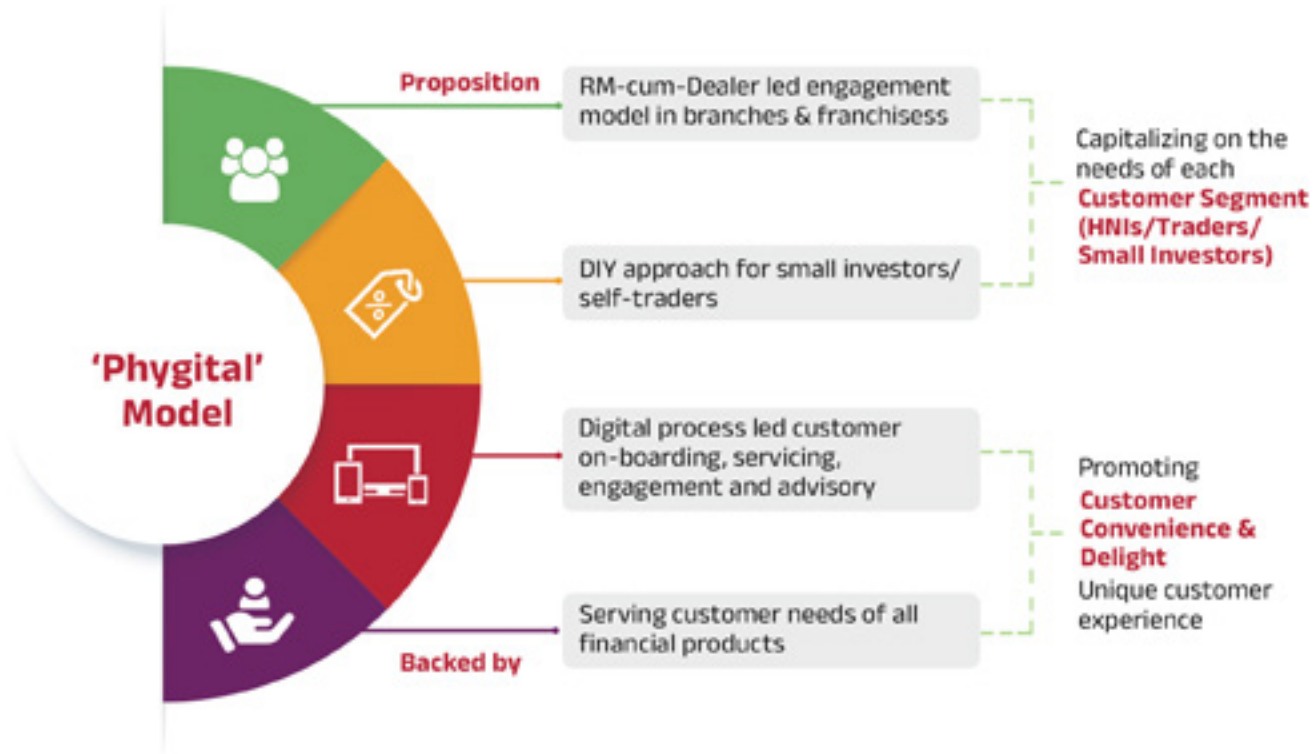 Proposition
RM-cum-Dealer led engagement
model in branches & franchisess
Capitalizing on the
needs of each
Customer Segment
(HNIs/Traders/
Small Investors)
DIY approach for small investors/
self-traders
‘Phygital’
Model
Digital process led customer
on-boarding, servicing,
engagement and advisory
Promoting
Customer
Convenience &
Delight
Unique customer
experience
Serving customer needs of all
financial products
Backed by